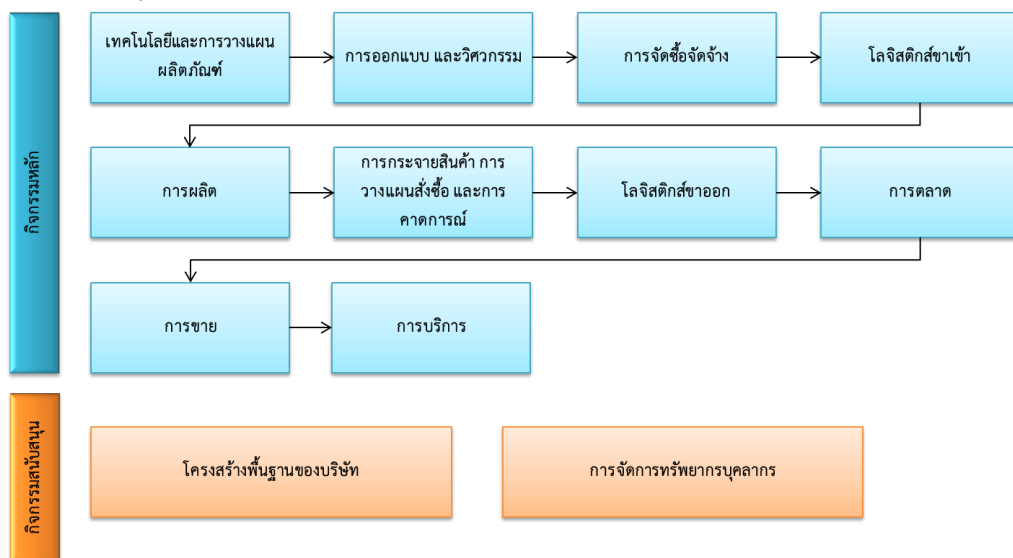 เทคโนโลยีและการวางแผน
ผลิตภัณฑ์
การออกแบบ และวิศวกรรม
การจัดซื้อจัดจ้าง
โลจิสติกส์ขาเข้า
กิจกรรมหลัก
การผลิต
การกระจายสินค้า การ
วางแผนสั่งซื้อ และการ
คาดการณ์
โลจิสติกส์ขาออก
การตลาด
การขาย
การบริการ
กิจกรรมสนับสนุน
โครงสร้างพื้นฐานของบริษัท
การจัดการทรัพยากรบุคลากร